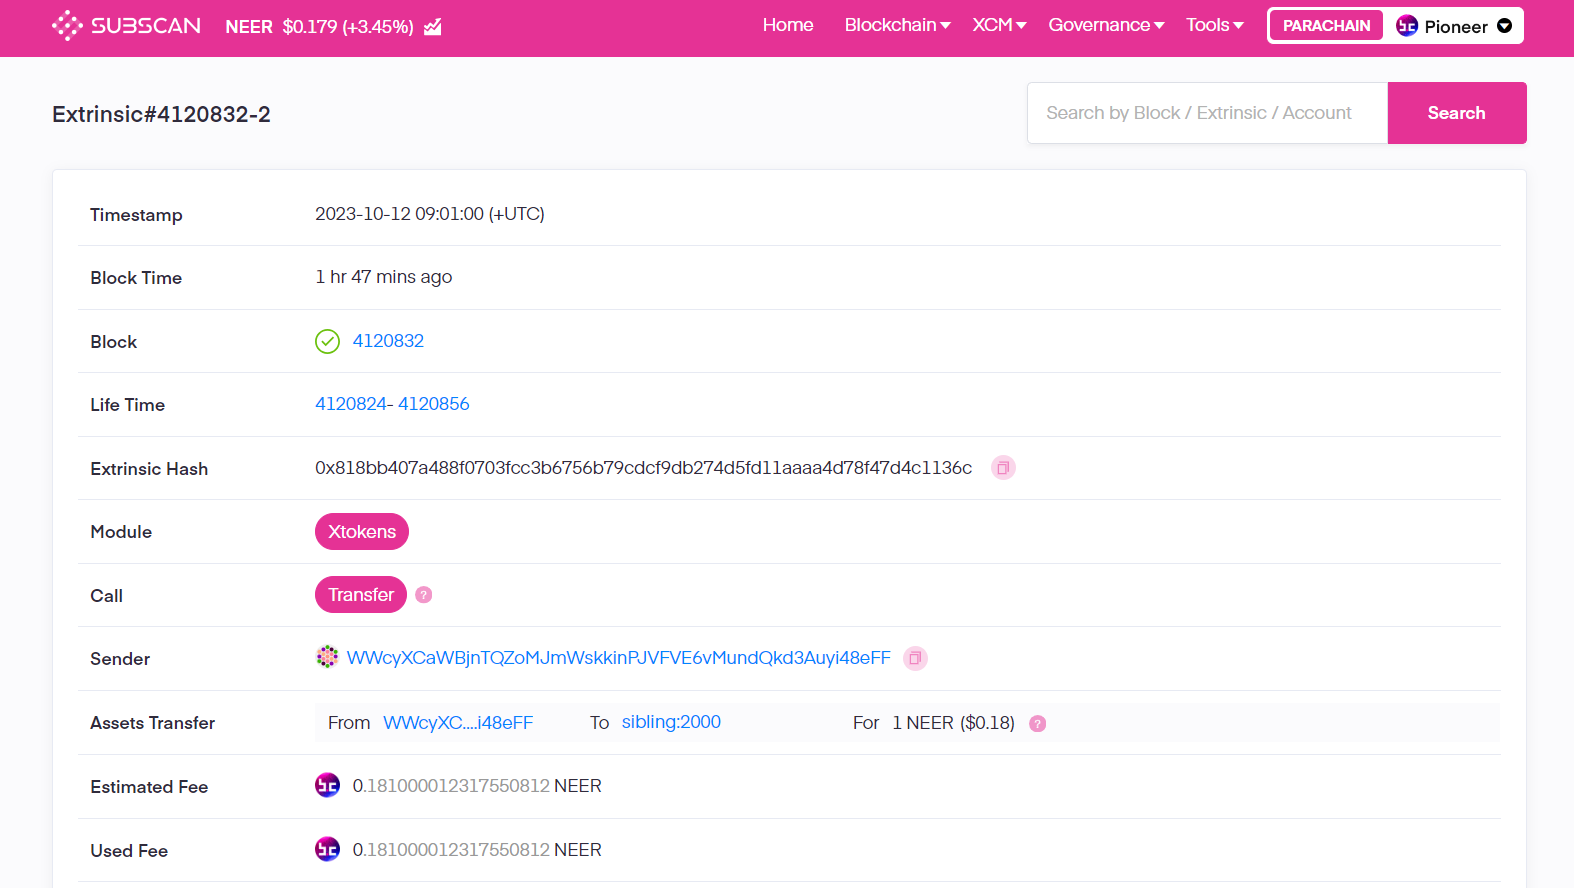 SUBSCAN NEER $0.179 (+3.45%) Home Blockchain XCM Governance Tools PARACHAIN Pioneer
Extrinsic#4120832-2 Search by Block / Extrinsic / Account Search
Timestamp 2023-10-12 09:01:00 (+UTC)
Block Time 1 hr 47 mins ago
Block 4120832
Life Time 4120824- 4120856
Extrinsic Hash 0x818bb407a488f0703fcc3b6756b79cdcf9db274d5fd11aaaa4d78f47d4c1136c
Module Xtokens
Call Transfer ?
Sender WWcyXCaWBjnTQZoMJmWskkinPJVFVE6vMundQkd3Auyi48eFF
Assets Transfer From WWcyXC....i48eFF To sibling:2000 For 1 NEER ($0.18) ?
Estimated Fee 0.181000012317550812 NEER
Used Fee 0.181000012317550812 NEER